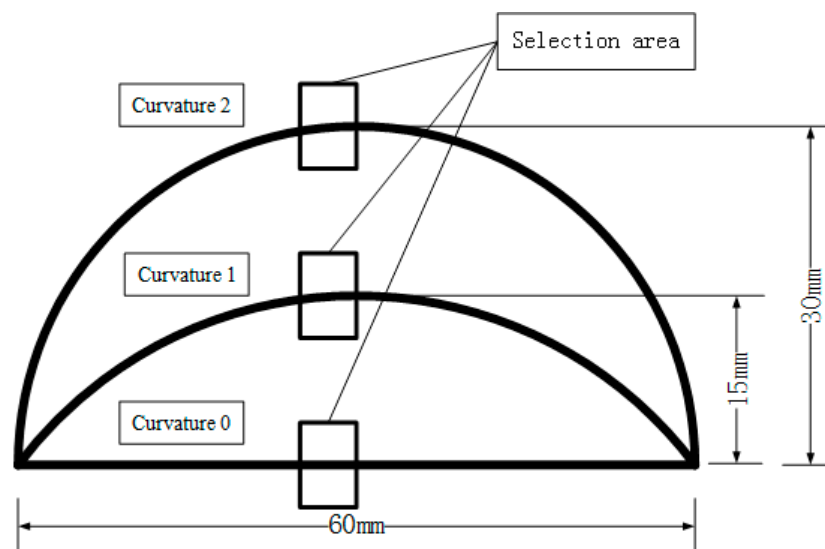 Selection area
Curvature 2
Curvature 1
30mm
15mm
Curvature 0
60mm